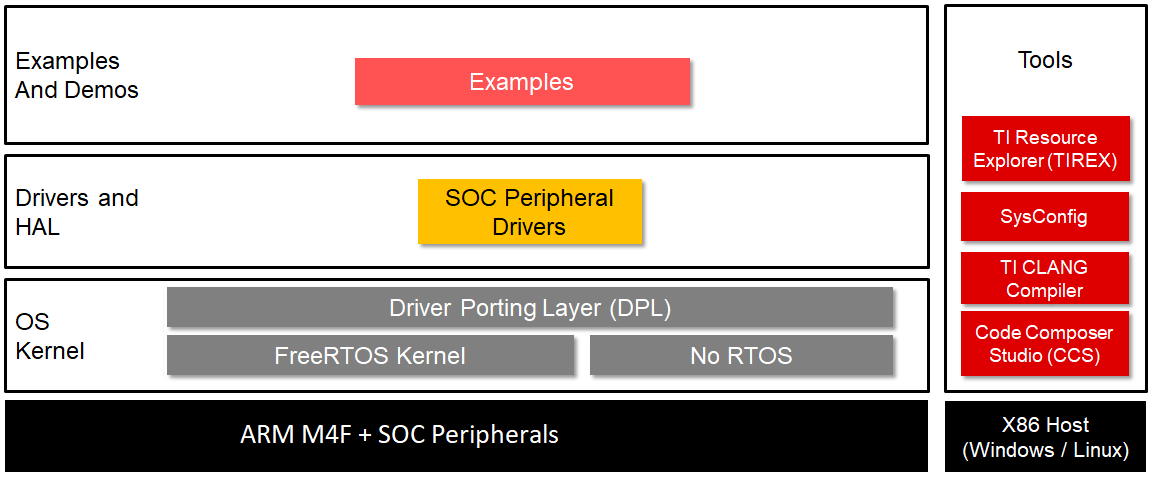 Examples
And Demos
Examples
Drivers and
HAL
SOC Peripheral
Drivers
OS
Kernel
Driver Porting Layer (DPL)
FreeRTOS Kernel
No RTOS
ARM M4F + SOC Peripherals
Tools
TI Resource
Explorer (TIREX)
SysConfig
TI CLANG
Compiler
Code Composer
Studio (CCS)
X86 Host
(Windows / Linux)